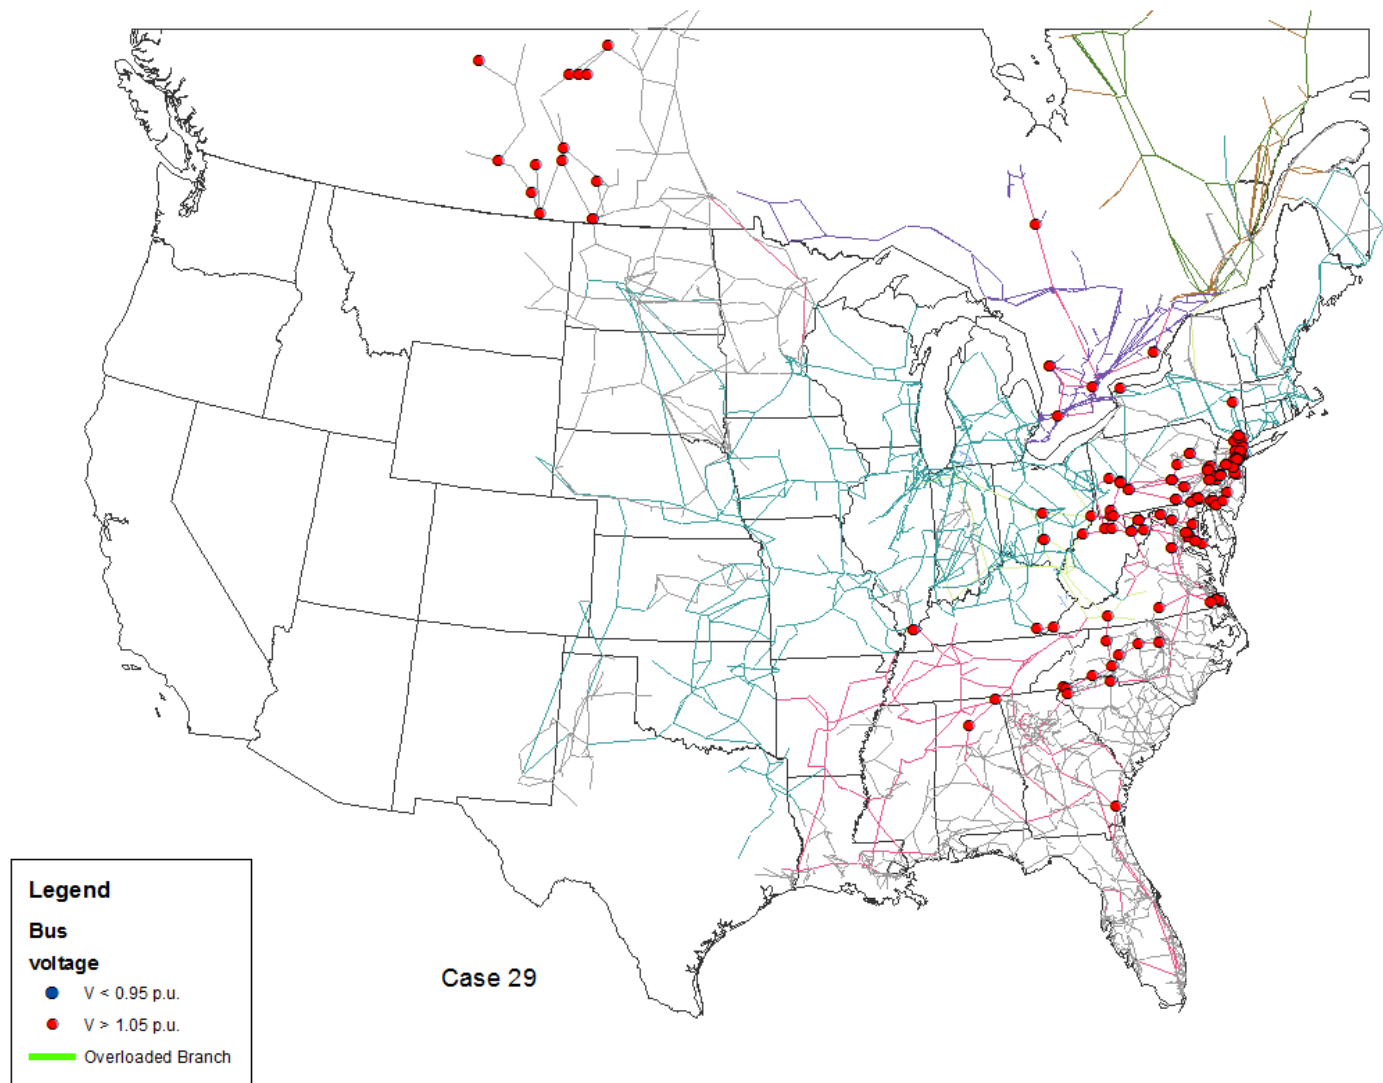 Case 29
Legend
Bus
voltage
V < 0.95 p.u.
V > 1.05 p.u.
Overloaded Branch